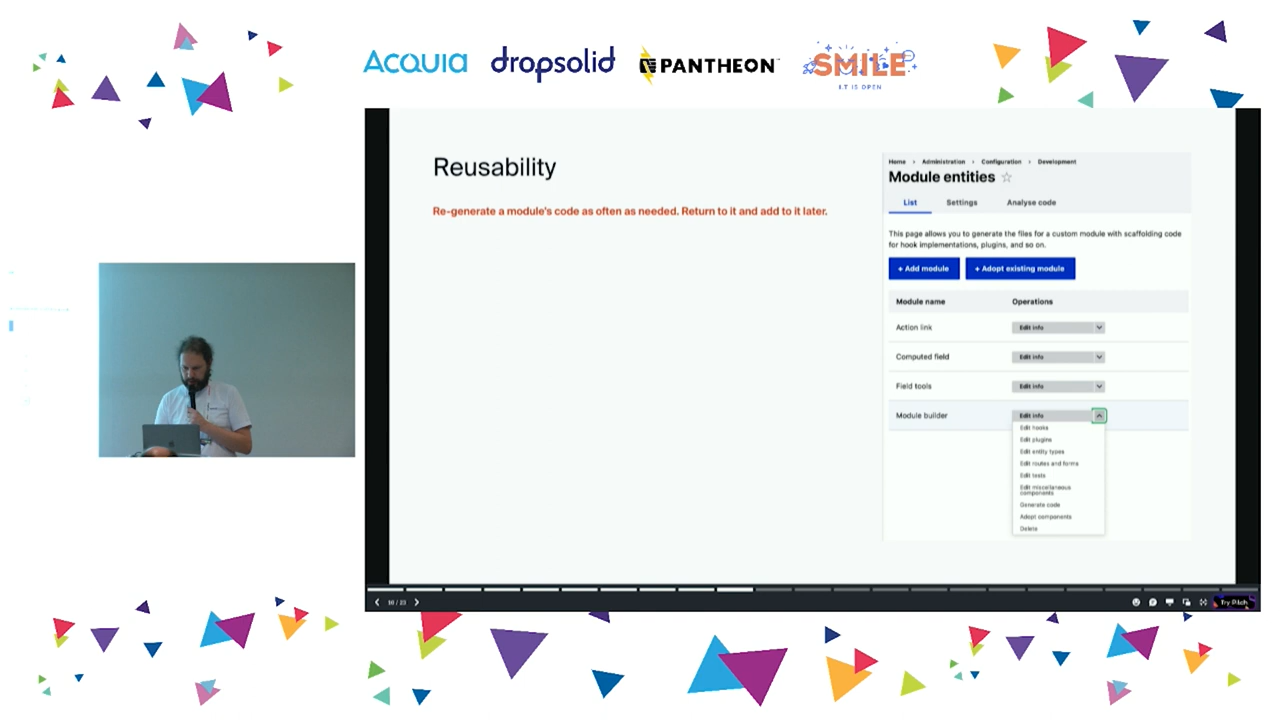 ACQUIA dropsolid PANTHEON SMILE
I.T IS OPEN
Reusability
Re-generate a module's code as often as needed. Return to it and add to it later.
Home › Administration › Configuration › Development
Module entities ☆
List Settings Analyse code
This page allows you to generate the files for a custom module with scaffolding code
for hook implementations, plugins, and so on.
+ Add module + Adopt existing module
Module name Operations
Action link Edit info
Computed field Edit info
Field tools Edit info
Module builder Edit info
Edit hooks
Edit plugins
Edit entity types
Edit routes and forms
Edit tests
Edit miscellaneous
components
Generate code
Adopt components
Delete
10 / 23
Try Pitch